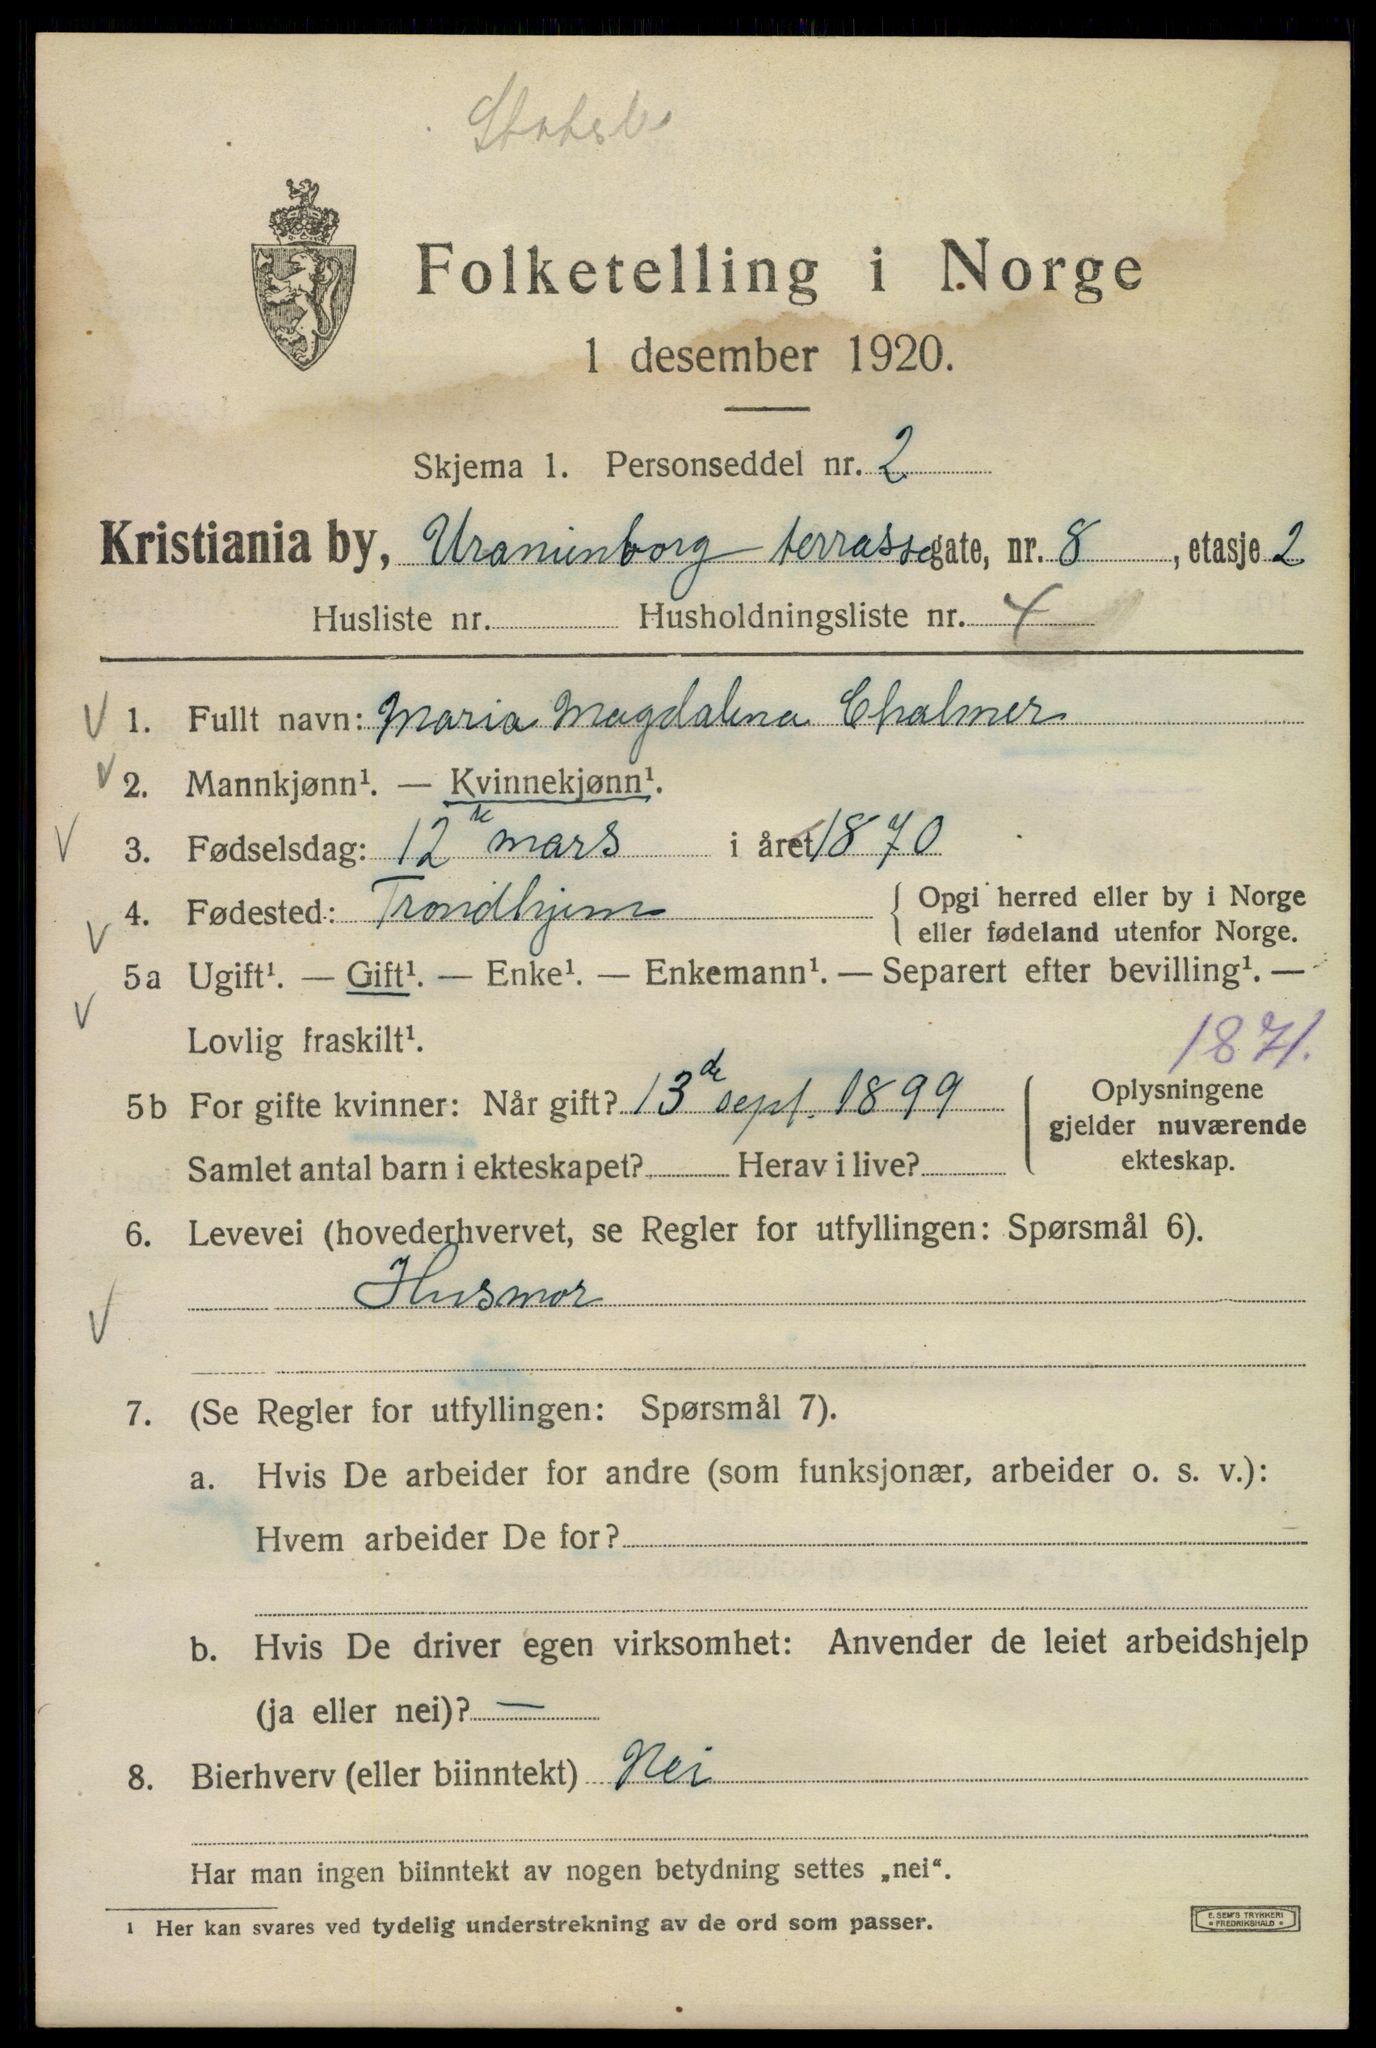 Folketelling i Norge
1 desember 1920.
Skjema 1. Personseddel nr. 2
Kristiania by, Uranienborg terrasse gate, nr. 8, etasje 2
Husliste nr. Husholdningsliste nr. 4
1. Fullt navn: Maria Magdalena Chalmer
2. Mannkjønn¹. — Kvinnekjønn¹.
3. Fødselsdag: 12te mars i året 1870
4. Fødested: Trondhjem { Opgi herred eller by i Norge
eller fødeland utenfor Norge.
5a Ugift¹. — Gift¹. — Enke¹. — Enkemann¹. — Separert efter bevilling¹. —
Lovlig fraskilt¹.
1871.
5b For gifte kvinner: Når gift? 13de sept. 1899
Samlet antal barn i ekteskapet? Herav i live?
Oplysningene
gjelder nuværende
ekteskap.
6. Levevei (hovederhvervet, se Regler for utfyllingen: Spørsmål 6).
Husmor
7. (Se Regler for utfyllingen: Spørsmål 7).
a. Hvis De arbeider for andre (som funksjonær, arbeider o. s. v.):
Hvem arbeider De for?
b. Hvis De driver egen virksomhet: Anvender de leiet arbeidshjelp
(ja eller nei)? —
8. Bierhverv (eller biinntekt) Nei
Har man ingen biinntekt av nogen betydning settes „nei“.
¹ Her kan svares ved tydelig understrekning av de ord som passer.
E. SEM'S TRYKKERI
FREDRIKSHALD